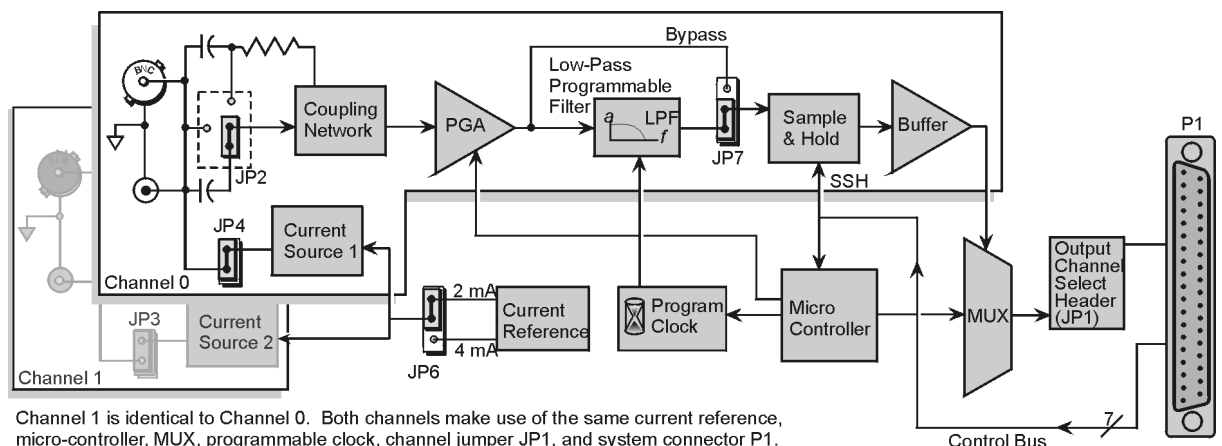 Bypass
BNC
Low-Pass
Programmable
Filter
Coupling
Network
PGA
a
LPF
f
Sample
& Hold
Buffer
P1
JP2
JP7
SSH
JP4
Current
Source 1
Channel 0
2 mA
Current
Reference
4 mA
JP6
Program
Clock
Micro
Controller
MUX
Output
Channel
Select
Header
(JP1)
JP3
Current
Source 2
Channel 1
7
Control Bus
Channel 1 is identical to Channel 0. Both channels make use of the same current reference,
micro-controller, MUX, programmable clock, channel jumper JP1, and system connector P1.